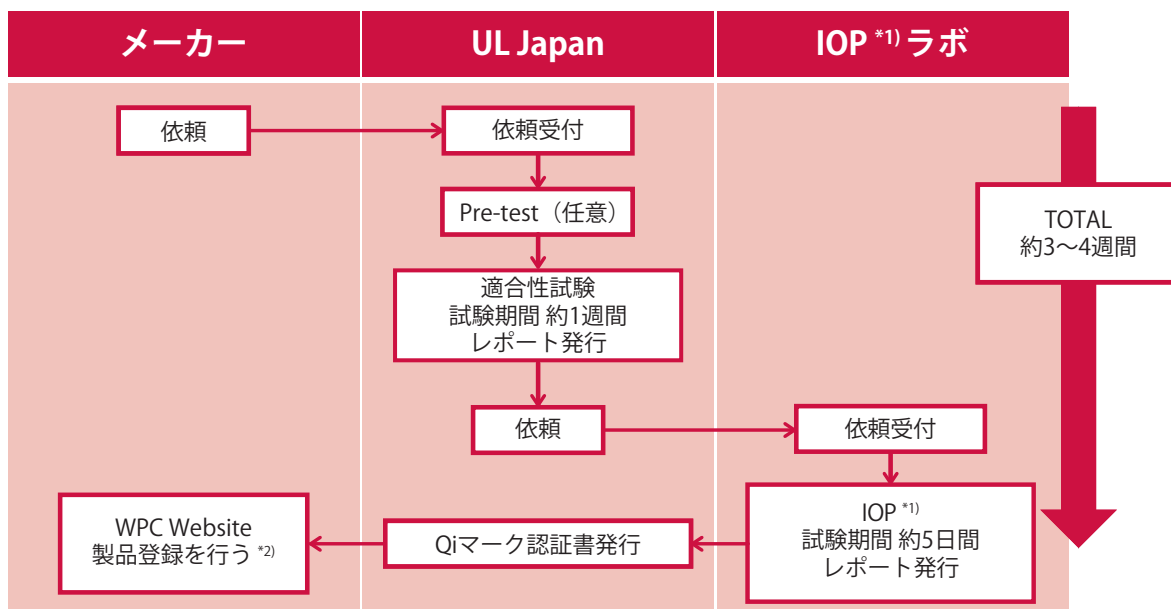 メーカー
UL Japan
IOP *1) ラボ
依頼
依頼受付
Pre-test（任意）
適合性試験
試験期間 約1週間
レポート発行
依頼
依頼受付
TOTAL
約3～4週間
IOP *1)
試験期間 約5日間
レポート発行
Qiマーク認証書発行
WPC Website
製品登録を行う *2)